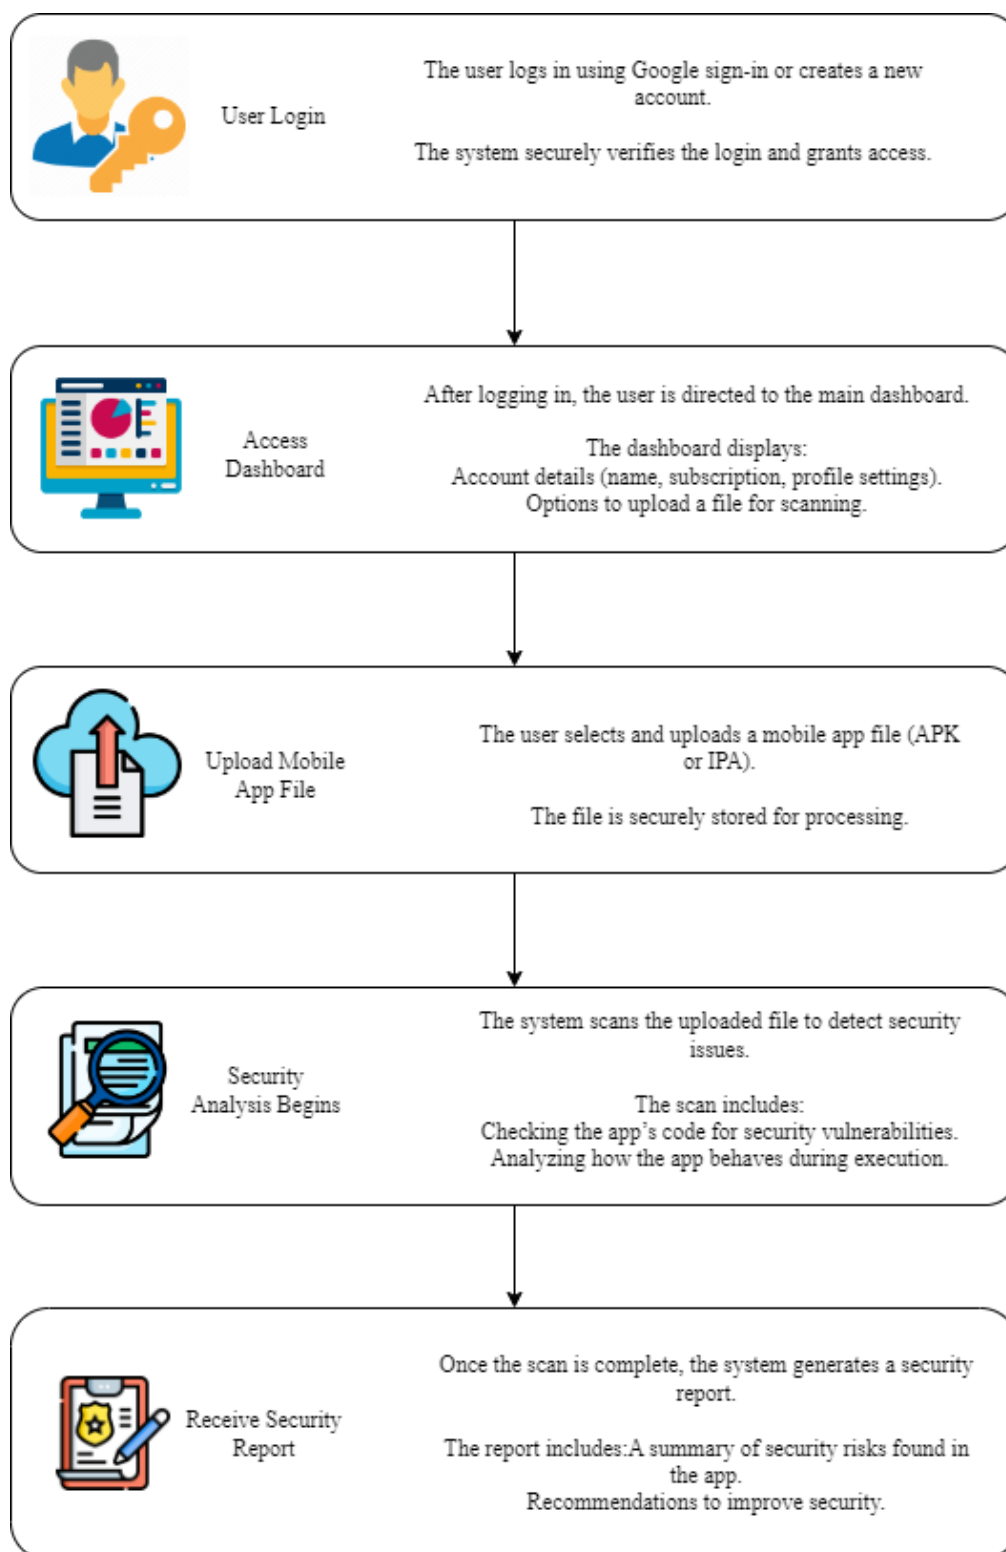 User Login
The user logs in using Google sign-in or creates a new
account.
The system securely verifies the login and grants access.
Access
Dashboard
After logging in, the user is directed to the main dashboard.
The dashboard displays:
Account details (name, subscription, profile settings).
Options to upload a file for scanning.
Upload Mobile
App File
The user selects and uploads a mobile app file (APK
or IPA).
The file is securely stored for processing.
Security
Analysis Begins
The system scans the uploaded file to detect security
issues.
The scan includes:
Checking the app’s code for security vulnerabilities.
Analyzing how the app behaves during execution.
Receive Security
Report
Once the scan is complete, the system generates a security
report.
The report includes:A summary of security risks found in
the app.
Recommendations to improve security.